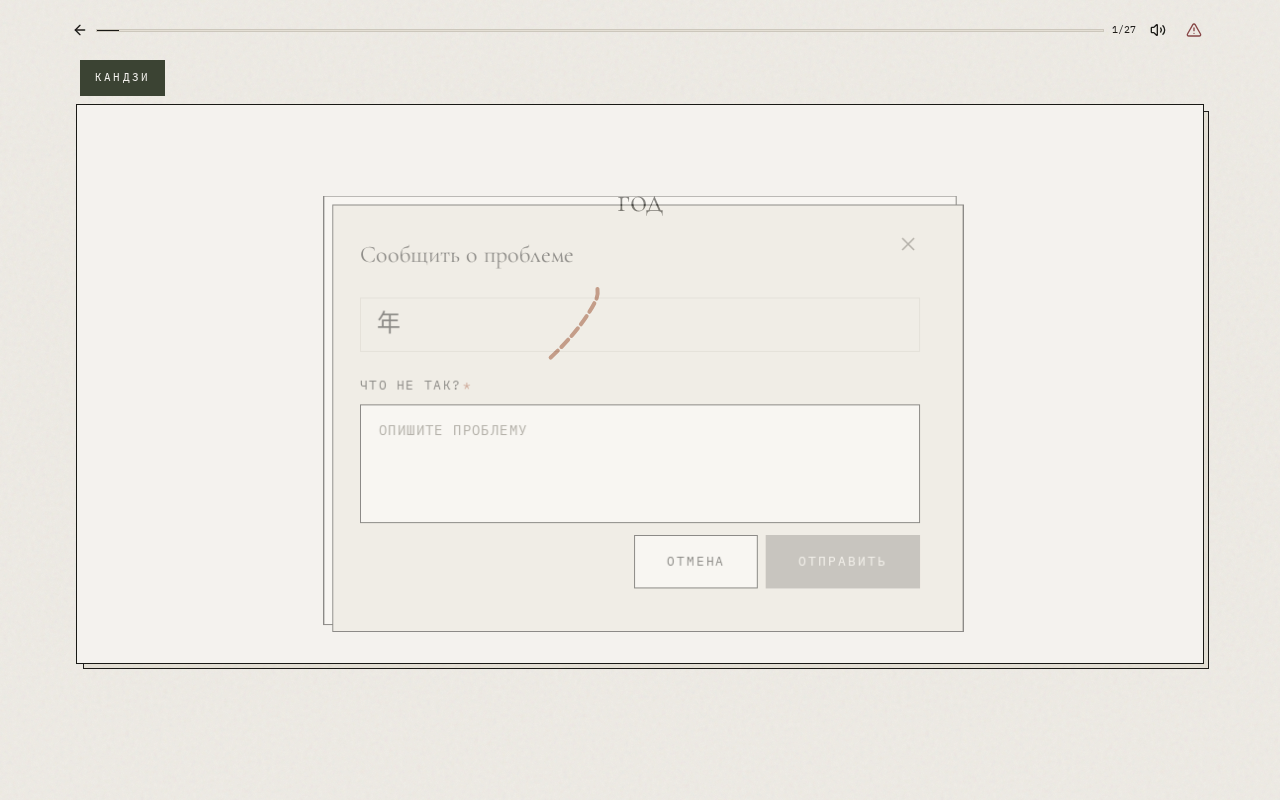 1/27
КАНДЗИ
год
Сообщить о проблеме
年
ЧТО НЕ ТАК?*
ОПИШИТЕ ПРОБЛЕМУ
ОТМЕНА
ОТПРАВИТЬ